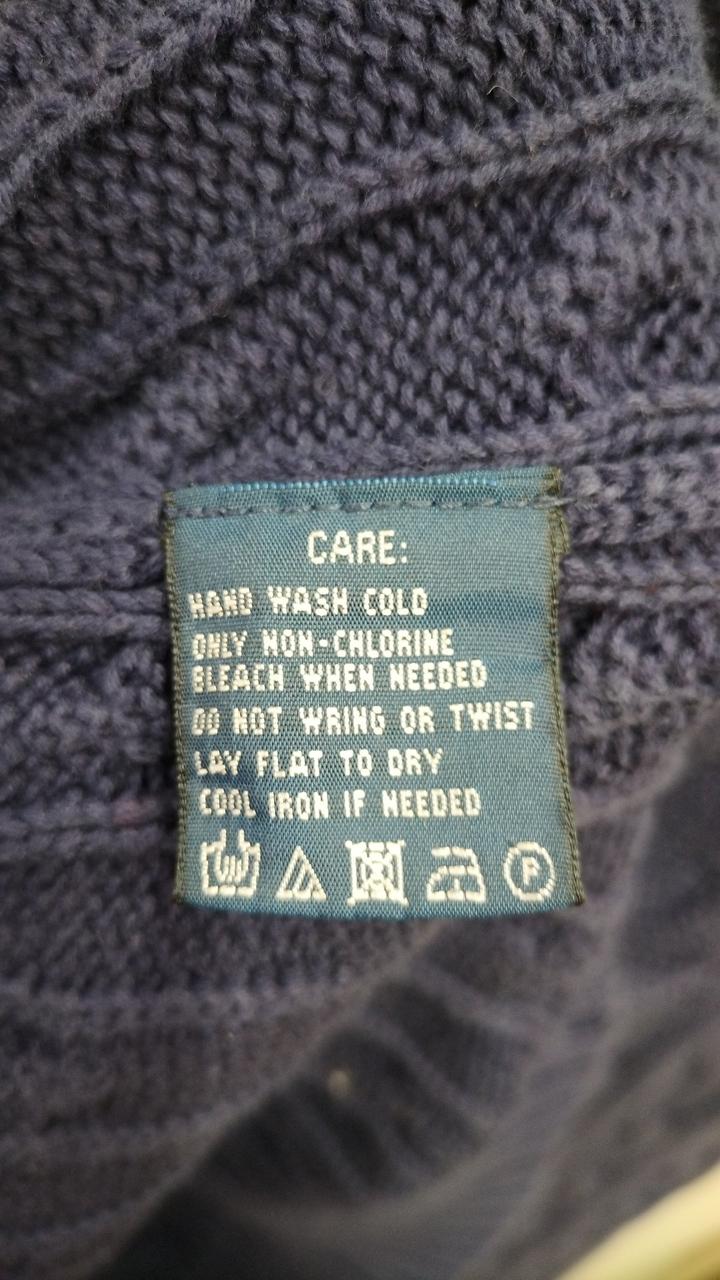 CARE:
HAND WASH COLD
ONLY NON-CHLORINE
BLEACH WHEN NEEDED
DO NOT WRING OR TWIST
LAY FLAT TO DRY
COOL IRON IF NEEDED
P